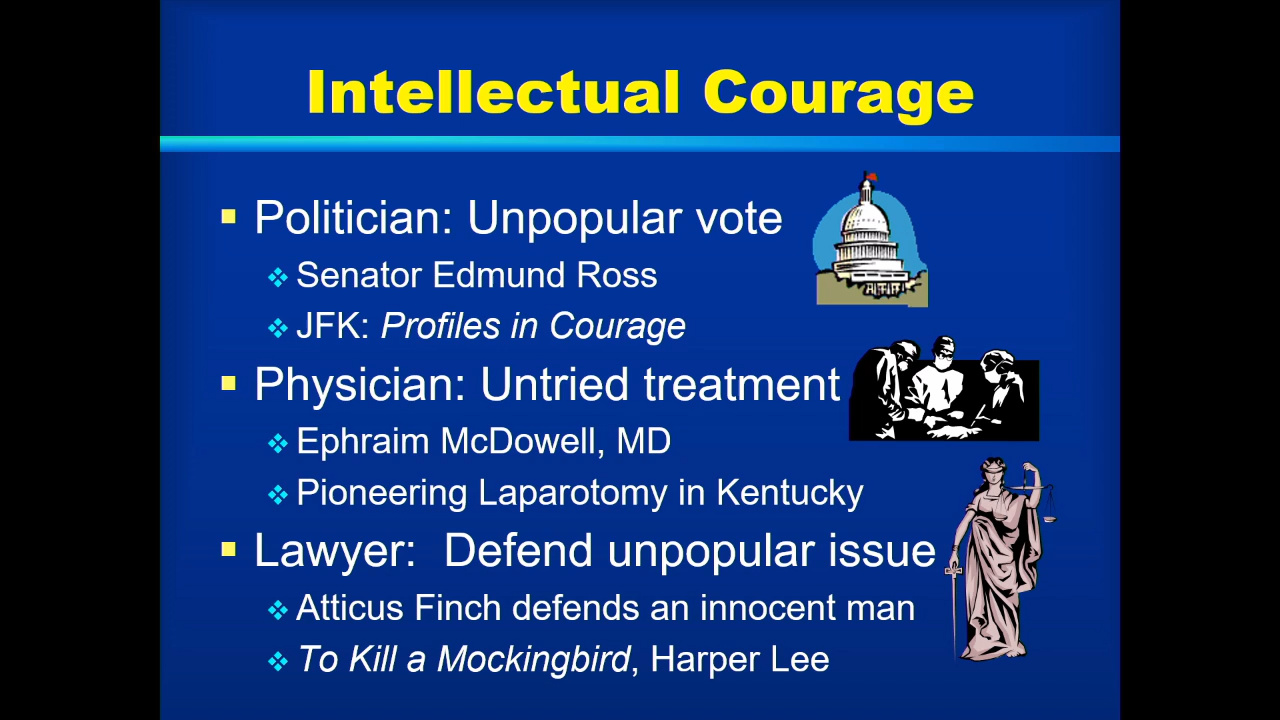 Intellectual Courage
Politician: Unpopular vote
Senator Edmund Ross
JFK: Profiles in Courage
Physician: Untried treatment
Ephraim McDowell, MD
Pioneering Laparotomy in Kentucky
Lawyer:  Defend unpopular issue
Atticus Finch defends an innocent man
To Kill a Mockingbird, Harper Lee